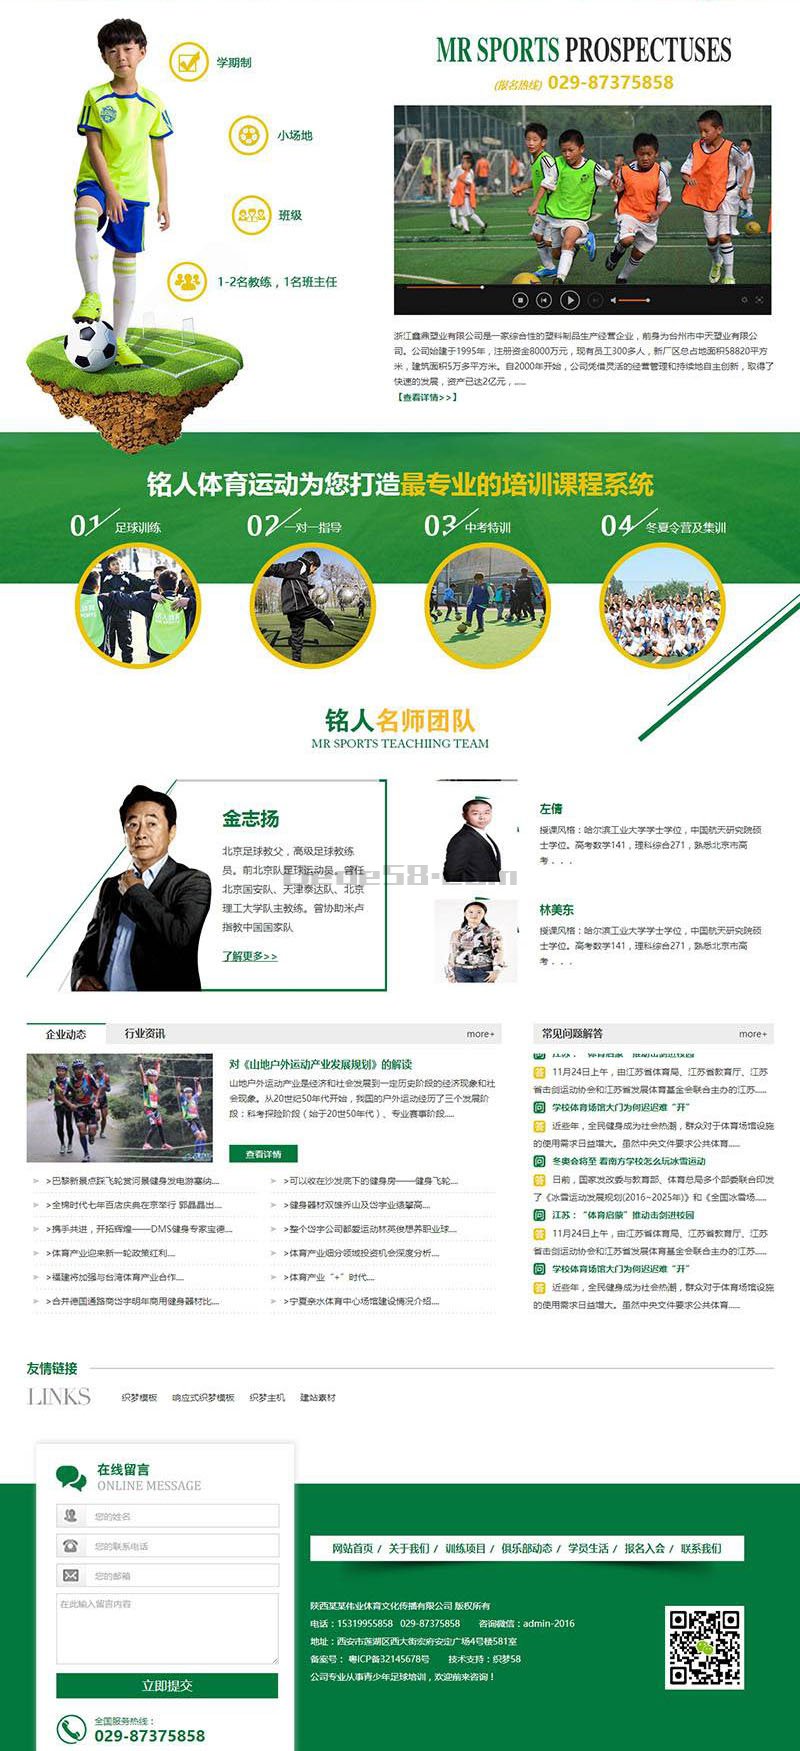 学期制
小场地
班级
1-2名教练，1名班主任
MR SPORTS PROSPECTUSES
(报名热线) 029-87375858
浙江鑫鼎塑业有限公司是一家综合性的塑料制品生产经营企业，前身为台州市中天塑业有限公
司。公司始建于1995年，注册资金8000万元，现有员工300多人，新厂区总占地面积58820平方
米，建筑面积5万多平方米。自2000年开始，公司凭借灵活的经营管理和持续地自主创新，取得了
快速的发展，资产已达2亿元，......
【查看详情>>】
铭人体育运动为您打造最专业的培训课程系统
01 足球训练
02 一对一指导
03 中考特训
04 冬夏令营及集训
铭人名师团队
MR SPORTS TEACHIING TEAM
金志扬
北京足球教父，高级足球教练
员。前北京队足球运动员。曾任
北京国安队、天津泰达队、北京
理工大学队主教练。曾协助米卢
指教中国国家队
了解更多>>
左倩
授课风格：哈尔滨工业大学学士学位，中国航天研究院硕
士学位。高考数学141，理科综合271，熟悉北京市高
考．．．
林美东
授课风格：哈尔滨工业大学学士学位，中国航天研究院硕
士学位。高考数学141，理科综合271，熟悉北京市高
考．．．
Dede58.com
企业动态 行业资讯 more+
对《山地户外运动产业发展规划》的解读
山地户外运动产业是经济和社会发展到一定历史阶段的经济现象和社
会现象。从20世纪50年代开始，我国的户外运动经历了三个发展阶
段：科考探险阶段（始于20世50年代）、专业赛事阶段....
查看详情
>巴黎新景点踩飞轮赏河景健身发电游塞纳....
>全棉时代七年百店庆典在京举行 郭晶晶出....
>携手共进，开拓辉煌——DMS健身专家宝德....
>体育产业迎来新一轮政策红利....
>福建将加强与台湾体育产业合作....
>合并德国通路商岱宇明年商用健身器材比....
>可以收在沙发底下的健身房——健身飞轮....
>健身器材双雄乔山及岱宇业绩攀高....
>整个岱宇公司都爱运动林英俊想养职业球....
>体育产业细分领域投资机会深度分析....
>体育产业“+”时代....
>宁夏亲水体育中心场馆建设情况介绍....
常见问题解答 more+
问 江苏：“体育启蒙”推动击剑进校园
答 11月24日上午，由江苏省体育局、江苏省教育厅、江苏
省击剑运动协会和江苏省发展体育基金会联合主办的江苏......
问 学校体育场馆大门为何迟迟难“开”
答 近些年，全民健身成为社会热潮，群众对于体育场馆设施
的使用需求日益增大。虽然中央文件要求公共体育......
问 冬奥会将至 看南方学校怎么玩冰雪运动
答 日前，国家发改委与教育部、体育总局多个部委联合印发
了《冰雪运动发展规划(2016~2025年)》和《全国冰雪场......
问 江苏：“体育启蒙”推动击剑进校园
答 11月24日上午，由江苏省体育局、江苏省教育厅、江苏
省击剑运动协会和江苏省发展体育基金会联合主办的江苏......
问 学校体育场馆大门为何迟迟难“开”
答 近些年，全民健身成为社会热潮，群众对于体育场馆设施
的使用需求日益增大。虽然中央文件要求公共体育......
友情链接
LINKS 织梦模板 响应式织梦模板 织梦主机 建站素材
在线留言
ONLINE MESSAGE
您的姓名
您的联系电话
您的邮箱
在此输入留言内容
立即提交
全国服务热线：
029-87375858
网站首页 / 关于我们 / 训练项目 / 俱乐部动态 / 学员生活 / 报名入会 / 联系我们
陕西某某伟业体育文化传播有限公司 版权所有
电话：15319955858 029-87375858 咨询微信：admin-2016
地址：西安市莲湖区西大街宏府安定广场4号楼581室
备案号： 粤ICP备32145678号 技术支持：织梦58
公司专业从事青少年足球培训，欢迎前来咨询！